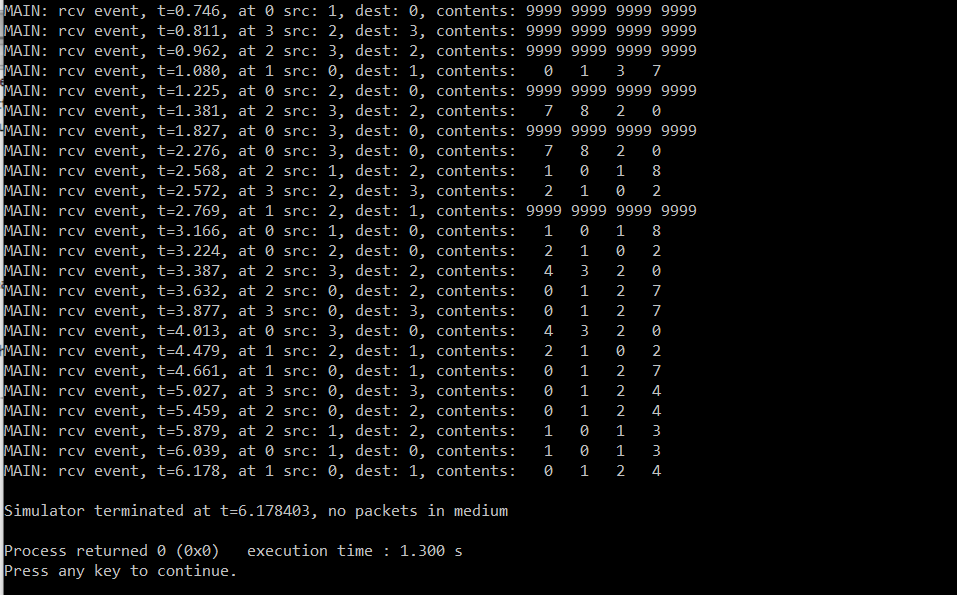 MAIN: rcv event, t=0.746, at 0 src: 1, dest: 0, contents: 9999 9999 9999 9999
MAIN: rcv event, t=0.811, at 3 src: 2, dest: 3, contents: 9999 9999 9999 9999
MAIN: rcv event, t=0.962, at 2 src: 3, dest: 2, contents: 9999 9999 9999 9999
MAIN: rcv event, t=1.080, at 1 src: 0, dest: 1, contents:   0   1   3   7
MAIN: rcv event, t=1.225, at 0 src: 2, dest: 0, contents: 9999 9999 9999 9999
MAIN: rcv event, t=1.381, at 2 src: 3, dest: 2, contents:   7   8   2   0
MAIN: rcv event, t=1.827, at 0 src: 3, dest: 0, contents: 9999 9999 9999 9999
MAIN: rcv event, t=2.276, at 0 src: 3, dest: 0, contents:   7   8   2   0
MAIN: rcv event, t=2.568, at 2 src: 1, dest: 2, contents:   1   0   1   8
MAIN: rcv event, t=2.572, at 3 src: 2, dest: 3, contents:   2   1   0   2
MAIN: rcv event, t=2.769, at 1 src: 2, dest: 1, contents: 9999 9999 9999 9999
MAIN: rcv event, t=3.166, at 0 src: 1, dest: 0, contents:   1   0   1   8
MAIN: rcv event, t=3.224, at 0 src: 2, dest: 0, contents:   2   1   0   2
MAIN: rcv event, t=3.387, at 2 src: 3, dest: 2, contents:   4   3   2   0
MAIN: rcv event, t=3.632, at 2 src: 0, dest: 2, contents:   0   1   2   7
MAIN: rcv event, t=3.877, at 3 src: 0, dest: 3, contents:   0   1   2   7
MAIN: rcv event, t=4.013, at 0 src: 3, dest: 0, contents:   4   3   2   0
MAIN: rcv event, t=4.479, at 1 src: 2, dest: 1, contents:   2   1   0   2
MAIN: rcv event, t=4.661, at 1 src: 0, dest: 1, contents:   0   1   2   7
MAIN: rcv event, t=5.027, at 3 src: 0, dest: 3, contents:   0   1   2   4
MAIN: rcv event, t=5.459, at 2 src: 0, dest: 2, contents:   0   1   2   4
MAIN: rcv event, t=5.879, at 2 src: 1, dest: 2, contents:   1   0   1   3
MAIN: rcv event, t=6.039, at 0 src: 1, dest: 0, contents:   1   0   1   3
MAIN: rcv event, t=6.178, at 1 src: 0, dest: 1, contents:   0   1   2   4
Simulator terminated at t=6.178403, no packets in medium
Process returned 0 (0x0)   execution time : 1.300 s
Press any key to continue.